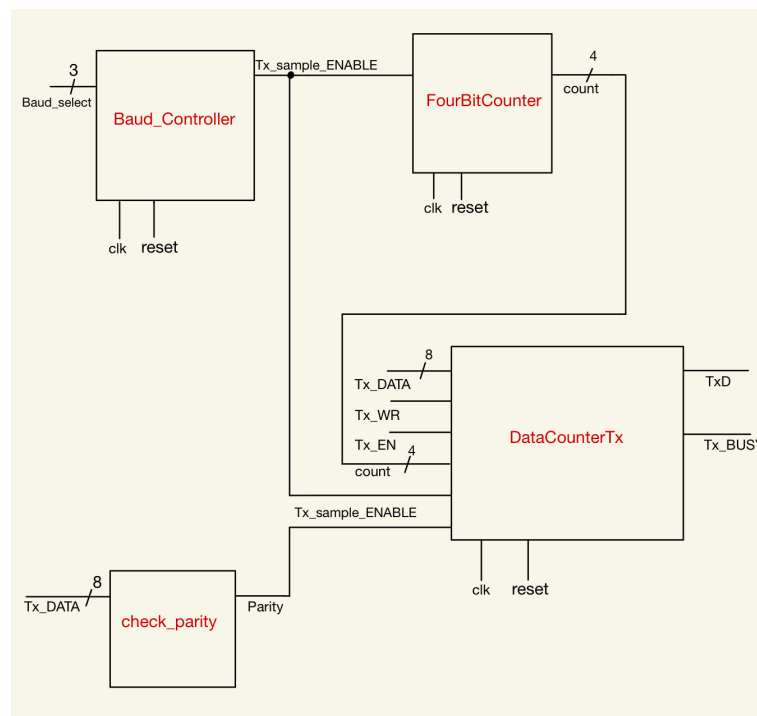 3
Baud_select
Baud_Controller
clk
reset
Tx_sample_ENABLE
FourBitCounter
clk
reset
4
count
8
Tx_DATA
Tx_WR
Tx_EN
4
count
Tx_sample_ENABLE
DataCounterTx
TxD
Tx_BUSY
clk
reset
8
Tx_DATA
check_parity
Parity